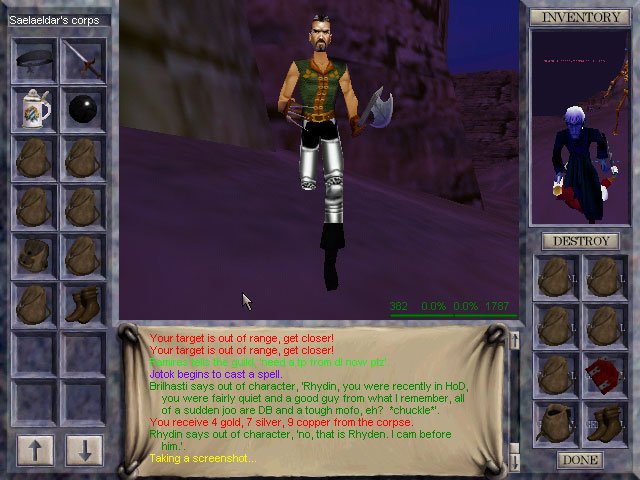 Saelaeldar's corps
INVENTORY
DESTROY
382 0.0% 0.0% 1787
Your target is out of range, get closer!
Your target is out of range, get closer!
tells the guild, 'need a tp from dl now plz'
Jotok begins to cast a spell.
Brilhasti says out of character, 'Rhydin, you were recently in HoD,
you were fairly quiet and a good guy from what I remember, all
of a sudden joo are DB and a tough mofo, eh?  *chuckle*'.
You receive 4 gold, 7 silver, 9 copper from the corpse.
Rhydin says out of character, 'no, that is Rhyden. I cam before
him.'.
Taking a screenshot...
DONE